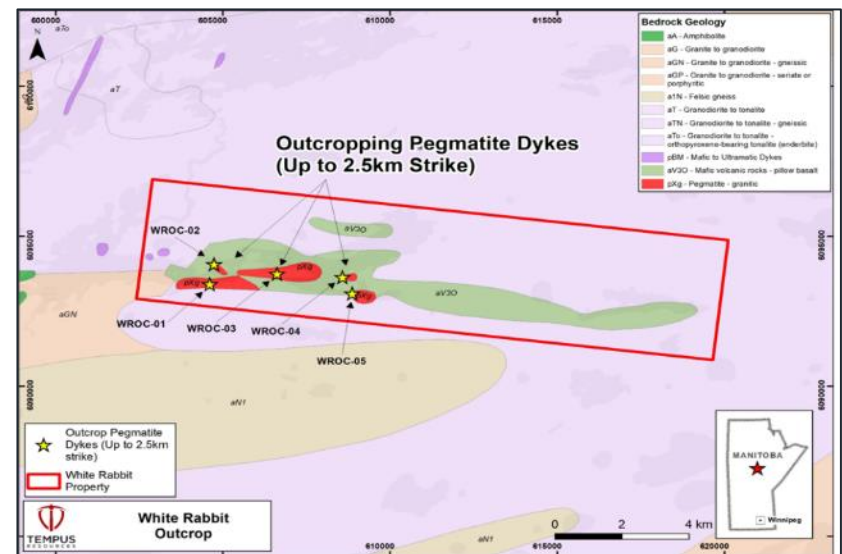 600000
605000
610000
615000
Bedrock Geology
aA - Amphibolite
aG - Granite to granodiorite
aGN - Granite to granodiorite - gneissic
aGP - Granite to granodiorite - seriate or
porphyritic
a1N - Felsic gneiss
aT - Granodiorite to tonalite
aTN - Granodiorite to tonalite - gneissic
aTo - Granodiorite to tonalite -
orthopyroxene-bearing tonalite (enderbite)
pBM - Mafic to Ultramafic Dykes
aV3O - Mafic volcanic rocks - pillow basalt
pXg - Pegmatite - granitic
N
aTo
aT
6100000
6100000
Outcropping Pegmatite Dykes
(Up to 2.5km Strike)
WROC-02
aV3O
6095000
6095000
pXg
pXg
pXg
aV3O
aGN
WROC-01
WROC-03
WROC-04
WROC-05
6090000
6090000
aN1
Outcrop Pegmatite
Dykes (Up to 2.5km
strike)
White Rabbit
Property
MANITOBA
Winnipeg
TEMPUS
RESOURCES
White Rabbit
Outcrop
aN1
0
2
4 km
610000
615000
620000